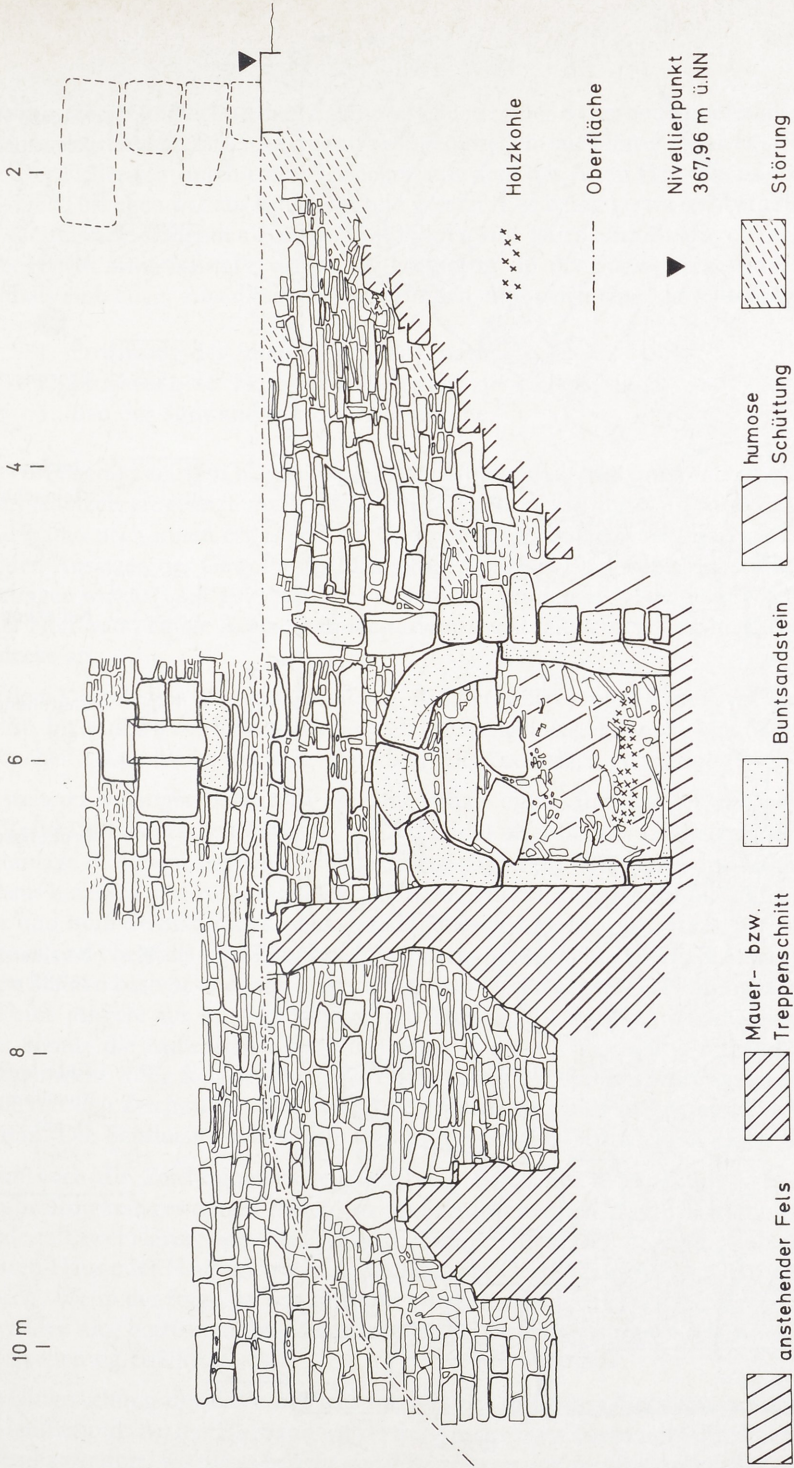 10 m
8
6
4
2
Holzkohle
Oberfläche
Nivellierpunkt
367,96 m ü.NN
anstehender Fels
Mauer- bzw.
Treppenschnitt
Buntsandstein
humose
Schüttung
Störung